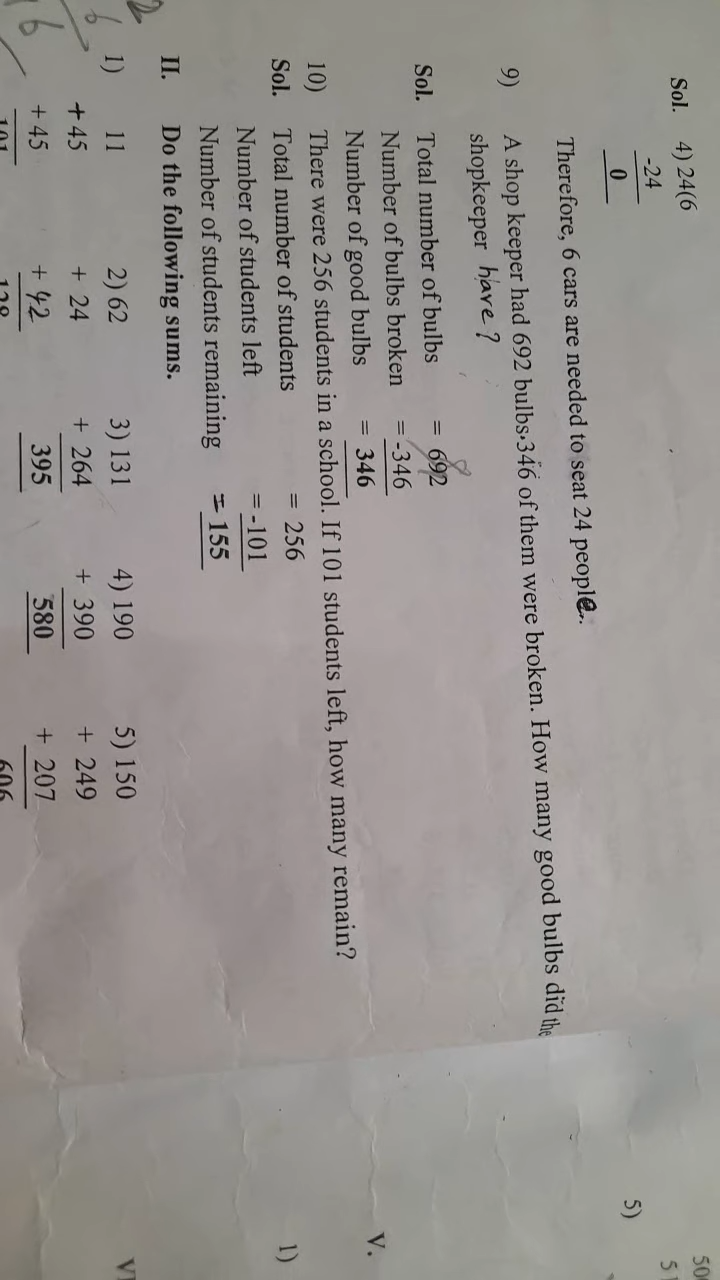 Sol. 4) 24(6
-24
0
Therefore, 6 cars are needed to seat 24 people.
9) A shop keeper had 692 bulbs. 346 of them were broken. How many good bulbs did the
shopkeeper have?
Sol. Total number of bulbs = 692
Number of bulbs broken = -346
Number of good bulbs = 346
10) There were 256 students in a school. If 101 students left, how many remain?
Sol. Total number of students = 256
Number of students left = -101
Number of students remaining = 155
II. Do the following sums.
1) 11 2) 62 3) 131 4) 190 5) 150
+ 45 + 24 + 264 + 390 + 249
+ 45 + 42 395 580 + 207
101 128 606
5)
V.
1)